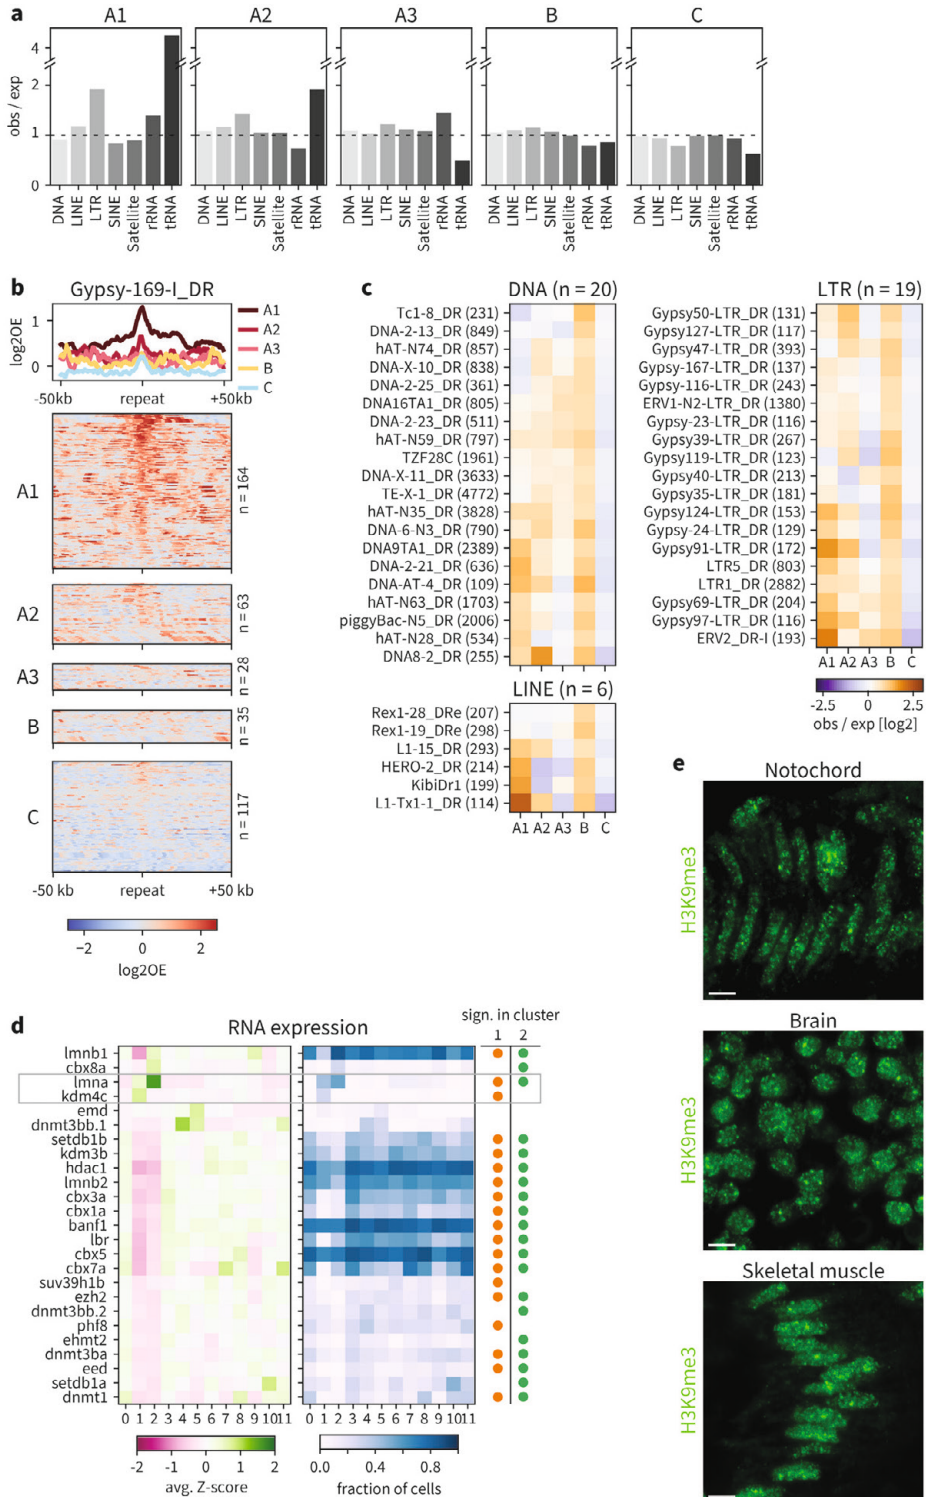 a
A1 A2 A3 B C
obs / exp
4
2
1
0
DNA LINE LTR SINE Satellite rRNA tRNA
DNA LINE LTR SINE Satellite rRNA tRNA
DNA LINE LTR SINE Satellite rRNA tRNA
DNA LINE LTR SINE Satellite rRNA tRNA
DNA LINE LTR SINE Satellite rRNA tRNA
b
Gypsy-169-I_DR
log2OE
1
0
A1
A2
A3
B
C
-50kb repeat +50kb
A1 n = 164
A2 n = 63
A3 n = 28
B n = 35
C n = 117
-50 kb repeat +50 kb
−2 0 2
log2OE
c
DNA (n = 20)
Tc1-8_DR (231)
DNA-2-13_DR (849)
hAT-N74_DR (857)
DNA-X-10_DR (838)
DNA-2-25_DR (361)
DNA16TA1_DR (805)
DNA-2-23_DR (511)
hAT-N59_DR (797)
TZF28C (1961)
DNA-X-11_DR (3633)
TE-X-1_DR (4772)
hAT-N35_DR (3828)
DNA-6-N3_DR (790)
DNA9TA1_DR (2389)
DNA-2-21_DR (636)
DNA-AT-4_DR (109)
hAT-N63_DR (1703)
piggyBac-N5_DR (2006)
hAT-N28_DR (534)
DNA8-2_DR (255)
LINE (n = 6)
Rex1-28_DRe (207)
Rex1-19_DRe (298)
L1-15_DR (293)
HERO-2_DR (214)
KibiDr1 (199)
L1-Tx1-1_DR (114)
A1 A2 A3 B C
LTR (n = 19)
Gypsy50-LTR_DR (131)
Gypsy127-LTR_DR (117)
Gypsy47-LTR_DR (393)
Gypsy-167-LTR_DR (137)
Gypsy-116-LTR_DR (243)
ERV1-N2-LTR_DR (1380)
Gypsy-23-LTR_DR (116)
Gypsy39-LTR_DR (267)
Gypsy119-LTR_DR (123)
Gypsy40-LTR_DR (213)
Gypsy35-LTR_DR (181)
Gypsy124-LTR_DR (153)
Gypsy-24-LTR_DR (129)
Gypsy91-LTR_DR (172)
LTR5_DR (803)
LTR1_DR (2882)
Gypsy69-LTR_DR (204)
Gypsy97-LTR_DR (116)
ERV2_DR-I (193)
A1 A2 A3 B C
-2.5 0 2.5
obs / exp [log2]
d
RNA expression
sign. in cluster
1 2
lmnb1
cbx8a
lmna
kdm4c
emd
dnmt3bb.1
setdb1b
kdm3b
hdac1
lmnb2
cbx3a
cbx1a
banf1
lbr
cbx5
cbx7a
suv39h1b
ezh2
dnmt3bb.2
phf8
ehmt2
dnmt3ba
eed
setdb1a
dnmt1
0 1 2 3 4 5 6 7 8 9 10 11
0 1 2 3 4 5 6 7 8 9 10 11
-2 -1 0 1 2
avg. Z-score
0.0 0.4 0.8
fraction of cells
e
Notochord
H3K9me3
Brain
H3K9me3
Skeletal muscle
H3K9me3